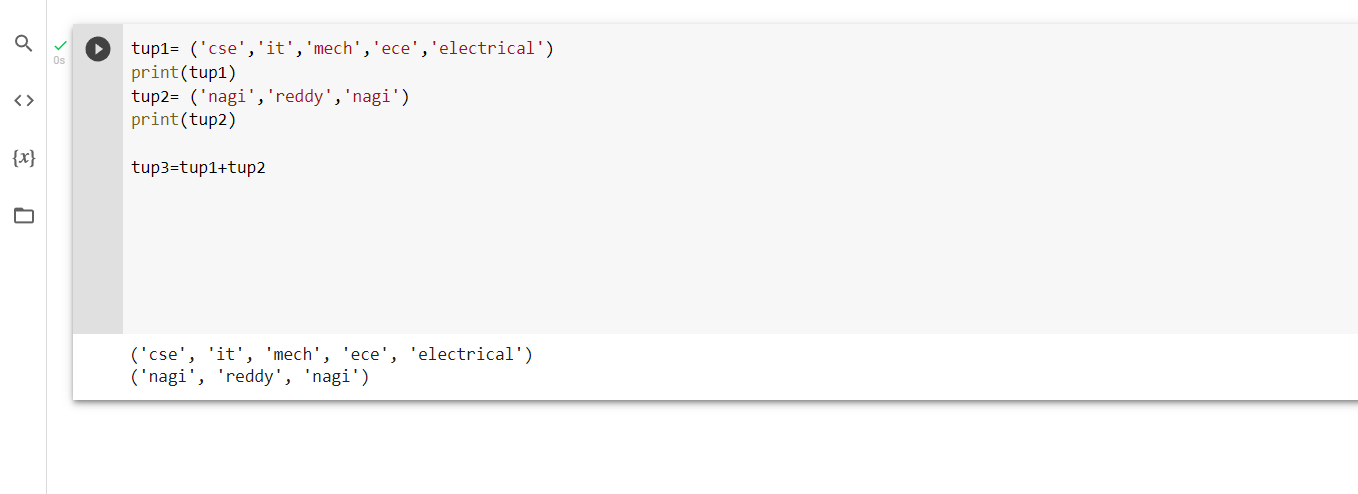 0s
tup1= ('cse','it','mech','ece','electrical')
print(tup1)
tup2= ('nagi','reddy','nagi')
print(tup2)
tup3=tup1+tup2
{x}
('cse', 'it', 'mech', 'ece', 'electrical')
('nagi', 'reddy', 'nagi')